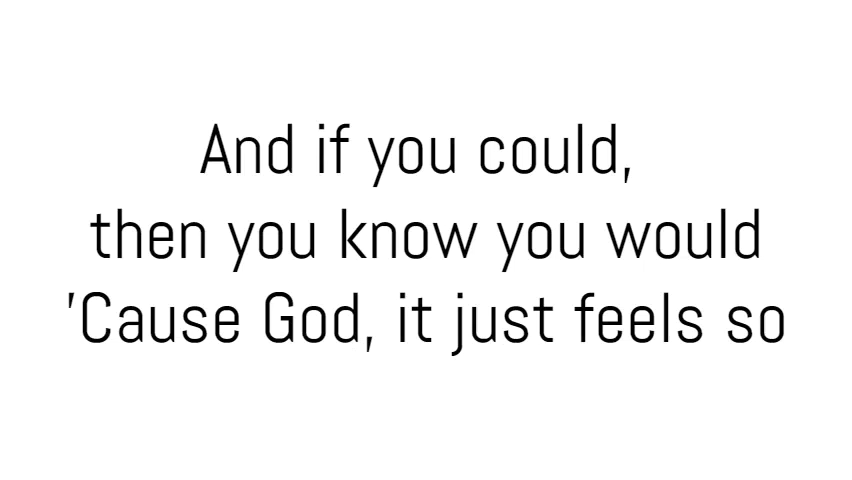 And if you could,
then you know you would
'Cause God, it just feels so